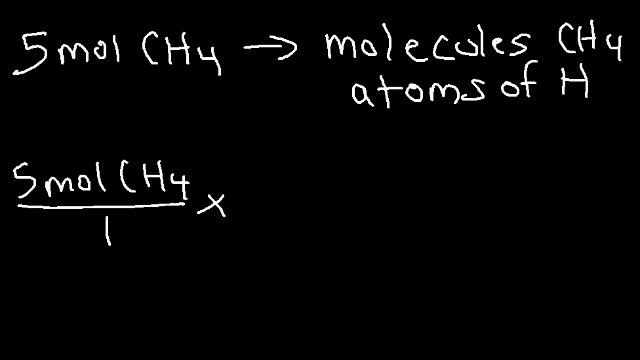 5 mol CH4 → molecules CH4
atoms of H
5 mol CH4 ×
1